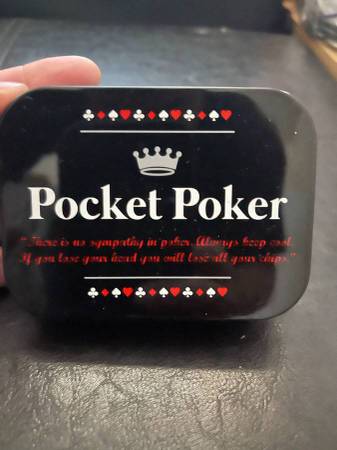 Pocket Poker
"There is no sympathy in poker. Always keep cool.
If you lose your head you will lose all your chips."